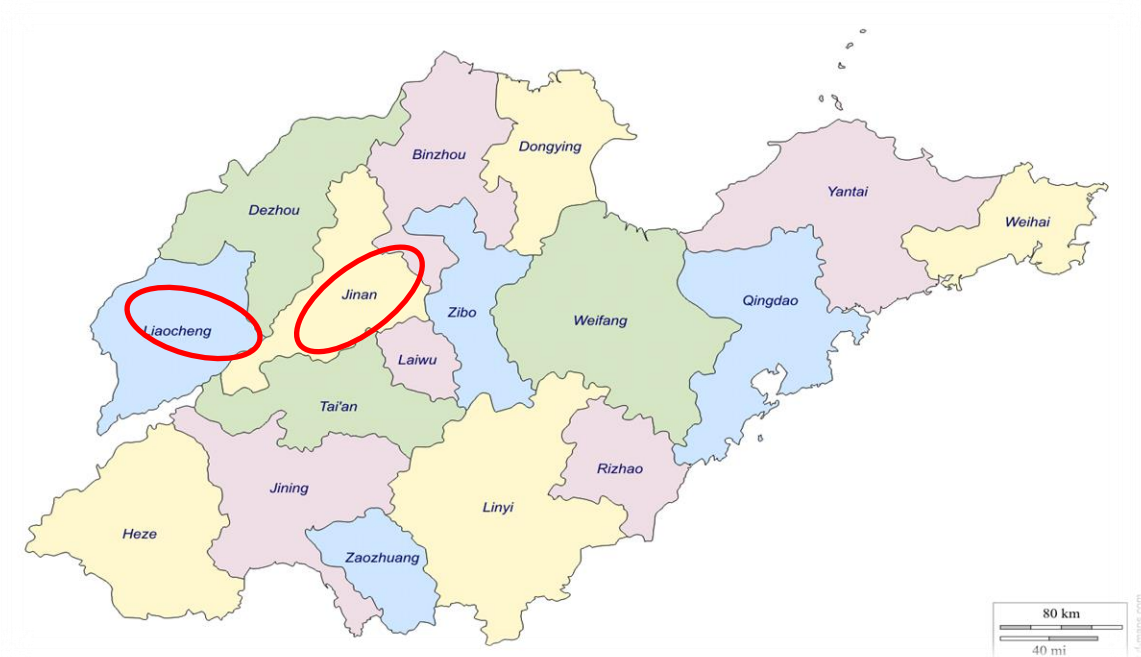 Dongying
Binzhou
Yantai
Dezhou
Weihai
Jinan
Qingdao
Zibo
Weifang
Liaocheng
Laiwu
Tai'an
Rizhao
Jining
Linyi
Heze
Zaozhuang
80 km
40 mi